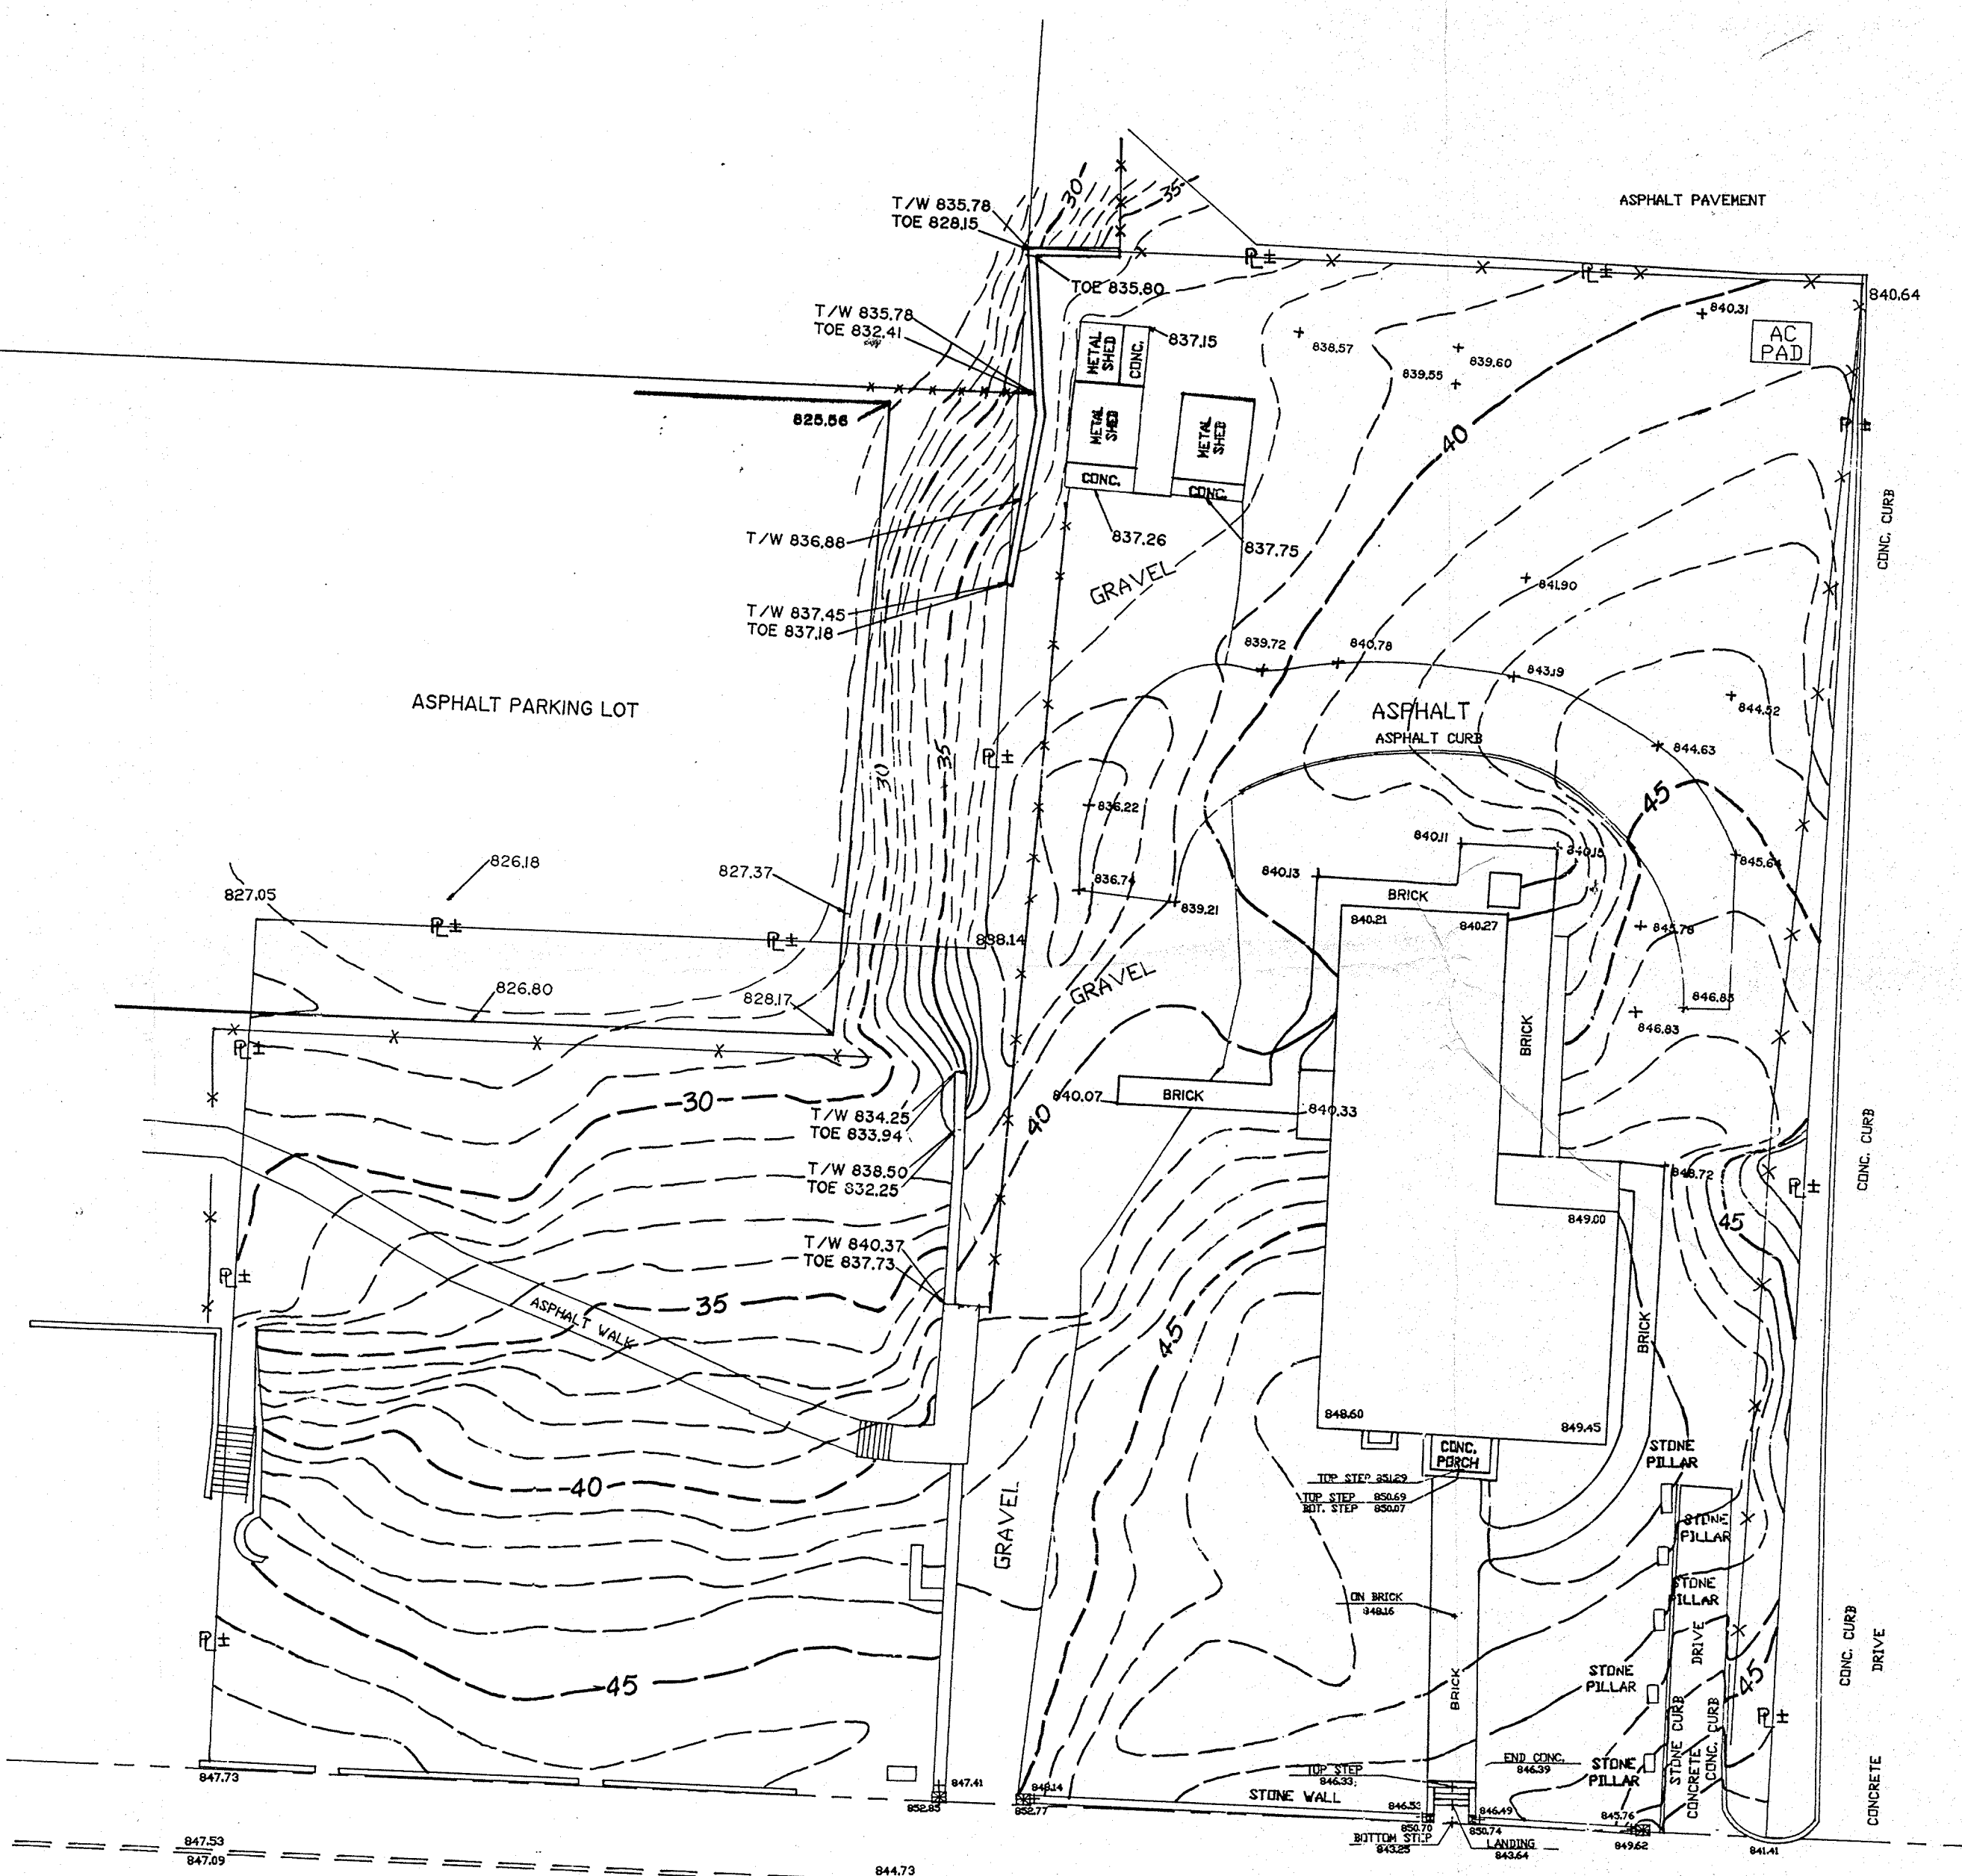 ASPHALT PAVEMENT
30
35
T/W 835.78
TOE 828.15
TOE 835.80
840.64
T/W 835.78
TOE 832.41
840.31
AC
PAD
METAL
SHED
CONC.
837.15
838.57
839.60
839.55
825.56
METAL
SHED
METAL
SHED
40
CONC.
CONC.
CONC. CURB
T/W 836.88
837.26
837.75
GRAVEL
841.90
T/W 837.45
TOE 837.18
839.72
840.78
843.19
ASPHALT PARKING LOT
ASPHALT
ASPHALT CURB
844.52
844.63
30
35
PL ±
836.22
45
840.11
840.15
845.64
826.18
827.37
827.05
836.74
840.13
BRICK
839.21
840.21
840.27
845.78
838.14
GRAVEL
826.80
828.17
846.85
846.83
BRICK
30
T/W 834.25
TOE 833.94
840.07
BRICK
840.33
40
CONC. CURB
T/W 838.50
TOE 832.25
848.72
849.00
45
T/W 840.37
TOE 837.73
35
ASPHALT WALK
45
BRICK
848.60
849.45
CONC.
PORCH
STONE
PILLAR
TOP STEP 851.29
TOP STEP 850.69
BOT. STEP 850.07
40
GRAVEL
STONE
PILLAR
STONE
PILLAR
ON BRICK
848.16
CONC. CURB
DRIVE
DRIVE
STONE
PILLAR
45
BRICK
45
STONE CURB
CONCRETE
CONC. CURB
END CONC.
846.39
STONE
PILLAR
TOP STEP
846.33
STONE WALL
CONCRETE
847.73
847.41
852.85
848.14
852.77
846.53
850.70
846.49
850.74
845.76
849.62
841.41
BOTTOM STEP
843.25
LANDING
843.64
847.53
847.09
844.73